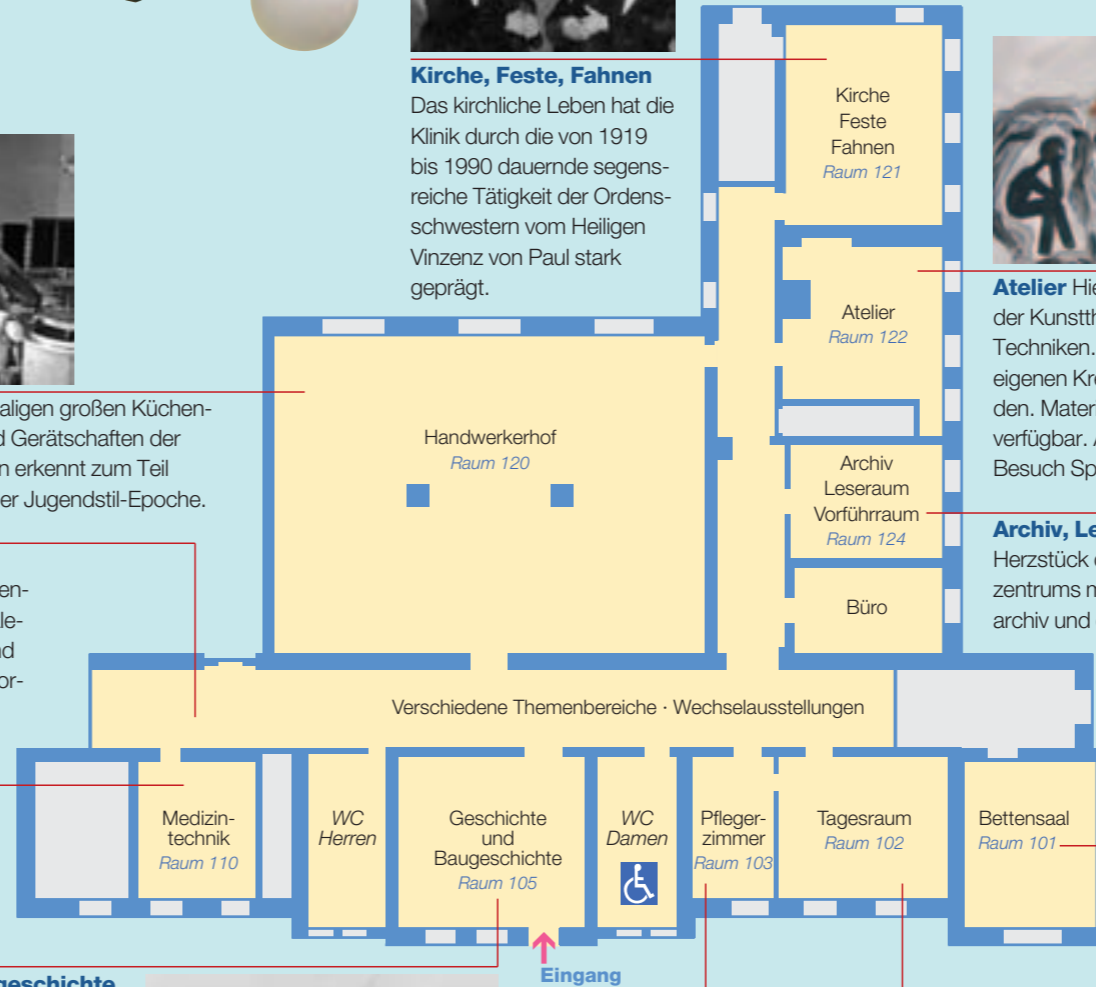 Kirche, Feste, Fahnen
Das kirchliche Leben hat die
Klinik durch die von 1919
bis 1990 dauernde segens-
reiche Tätigkeit der Ordens-
schwestern vom Heiligen
Vinzenz von Paul stark
geprägt.
aligen großen Küchen-
d Gerätschaften der
n erkennt zum Teil
er Jugendstil-Epoche.
en-
le-
nd
or-
Kirche
Feste
Fahnen
Raum 121
Atelier
Raum 122
Handwerkerhof
Raum 120
Archiv
Leseraum
Vorführraum
Raum 124
Büro
Atelier Hie
der Kunstth
Techniken.
eigenen Kre
den. Mater
verfügbar. A
Besuch Sp
Archiv, Le
Herzstück
zentrums m
archiv und
Verschiedene Themenbereiche · Wechselausstellungen
Medizin-
technik
Raum 110
WC
Herren
Geschichte
und
Baugeschichte
Raum 105
WC
Damen
Pfleger-
zimmer
Raum 103
Tagesraum
Raum 102
Bettensaal
Raum 101
Eingang
geschichte